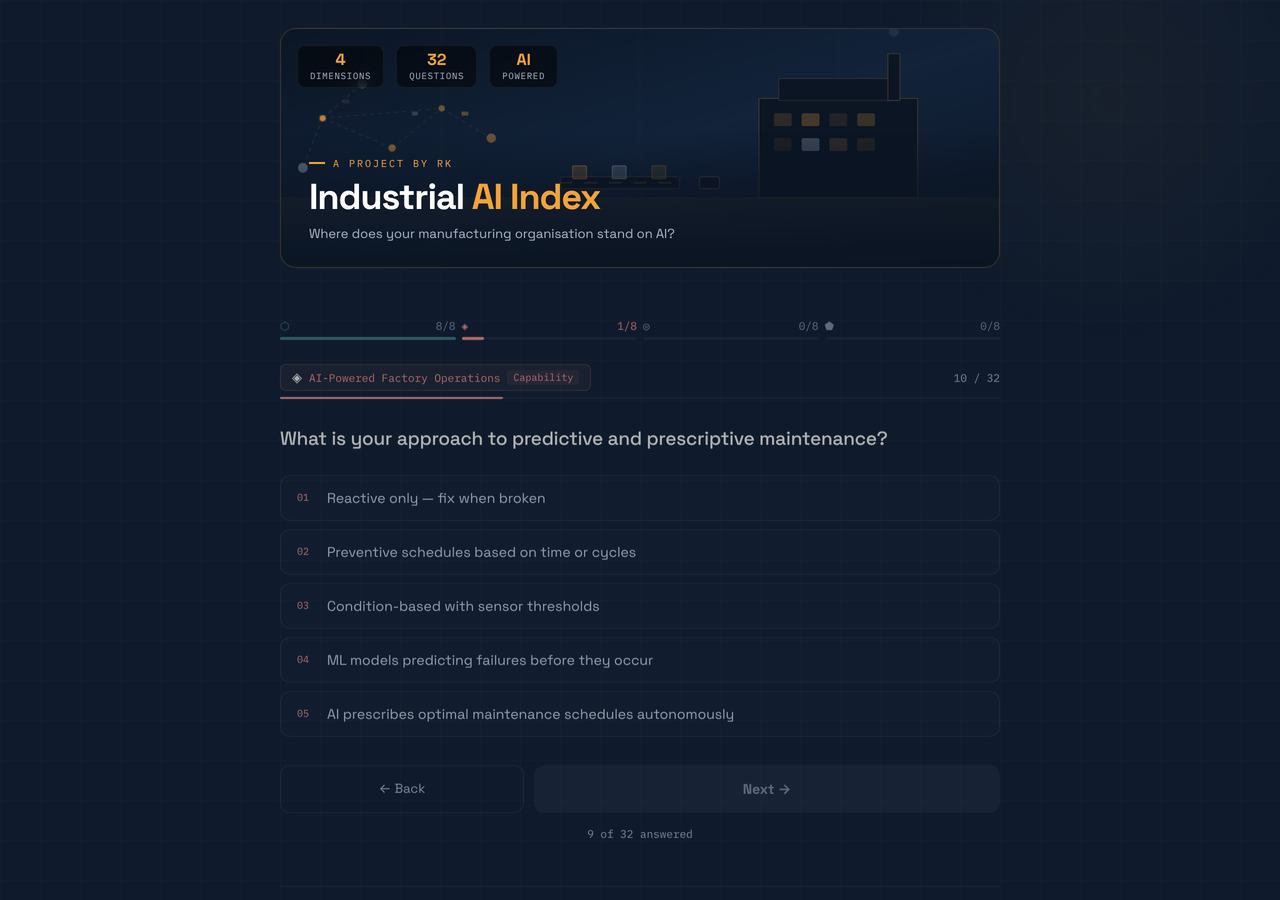 4
DIMENSIONS
32
QUESTIONS
AI
POWERED
A PROJECT BY RK
Industrial AI Index
Where does your manufacturing organisation stand on AI?
8/8
1/8
0/8
0/8
AI-Powered Factory Operations Capability
10 / 32
What is your approach to predictive and prescriptive maintenance?
01 Reactive only — fix when broken
02 Preventive schedules based on time or cycles
03 Condition-based with sensor thresholds
04 ML models predicting failures before they occur
05 AI prescribes optimal maintenance schedules autonomously
← Back
Next →
9 of 32 answered